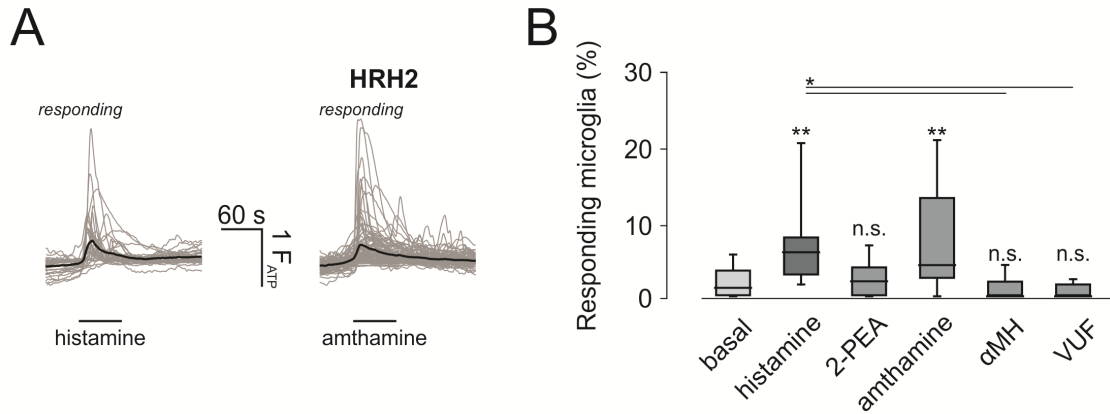 A
HRH2
responding
responding
60 s
1 F ATP
histamine
amthamine
B
Responding microglia (%)
30
20
10
0
*
**
**
n.s.
n.s.
n.s.
basal
histamine
2-PEA
amthamine
αMH
VUF